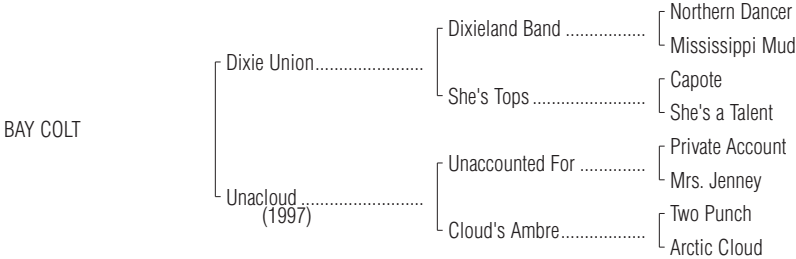 Northern Dancer
Dixieland Band ..................
Mississippi Mud
Dixie Union........................
Capote
She's Tops .........................
She's a Talent
BAY COLT
Private Account
Unaccounted For ...............
Mrs. Jenney
Unacloud ...........................
(1997)
Two Punch
Cloud's Ambre...................
Arctic Cloud